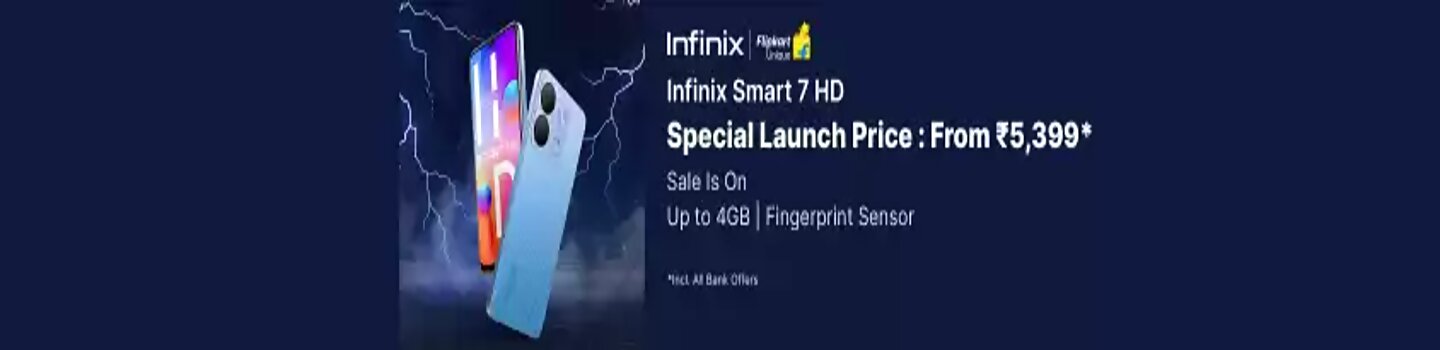 Infinix | Flipkart Unique
Infinix Smart 7 HD
Special Launch Price : From ₹5,399*
Sale Is On
Up to 4GB | Fingerprint Sensor
*Incl. All Bank Offers